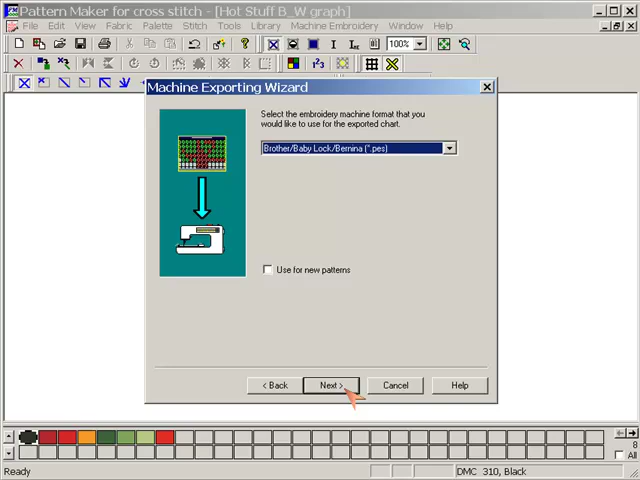 Pattern Maker for cross stitch - [Hot Stuff B_W graph]
File Edit View Fabric Palette Stitch Library Machine Embroidery Window Help
100%
Machine Exporting Wizard
Select the embroidery machine format that you
would like to use for the exported chart.
Brother/Baby Lock/Bernina (*.pes)
Use for new patterns
< Back Next > Cancel Help
8
All
Ready DMC 310, Black